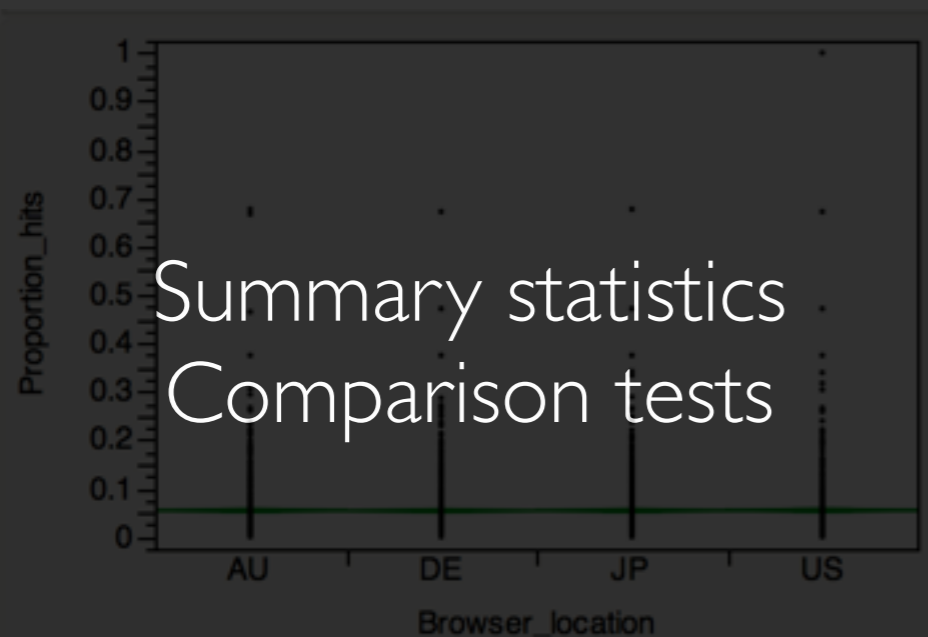 1
0.9
0.8
0.7
0.6
0.5
0.4
0.3
0.2
0.1
0
Proportion_hits
Summary statistics
Comparison tests
AU DE JP US
Browser_location